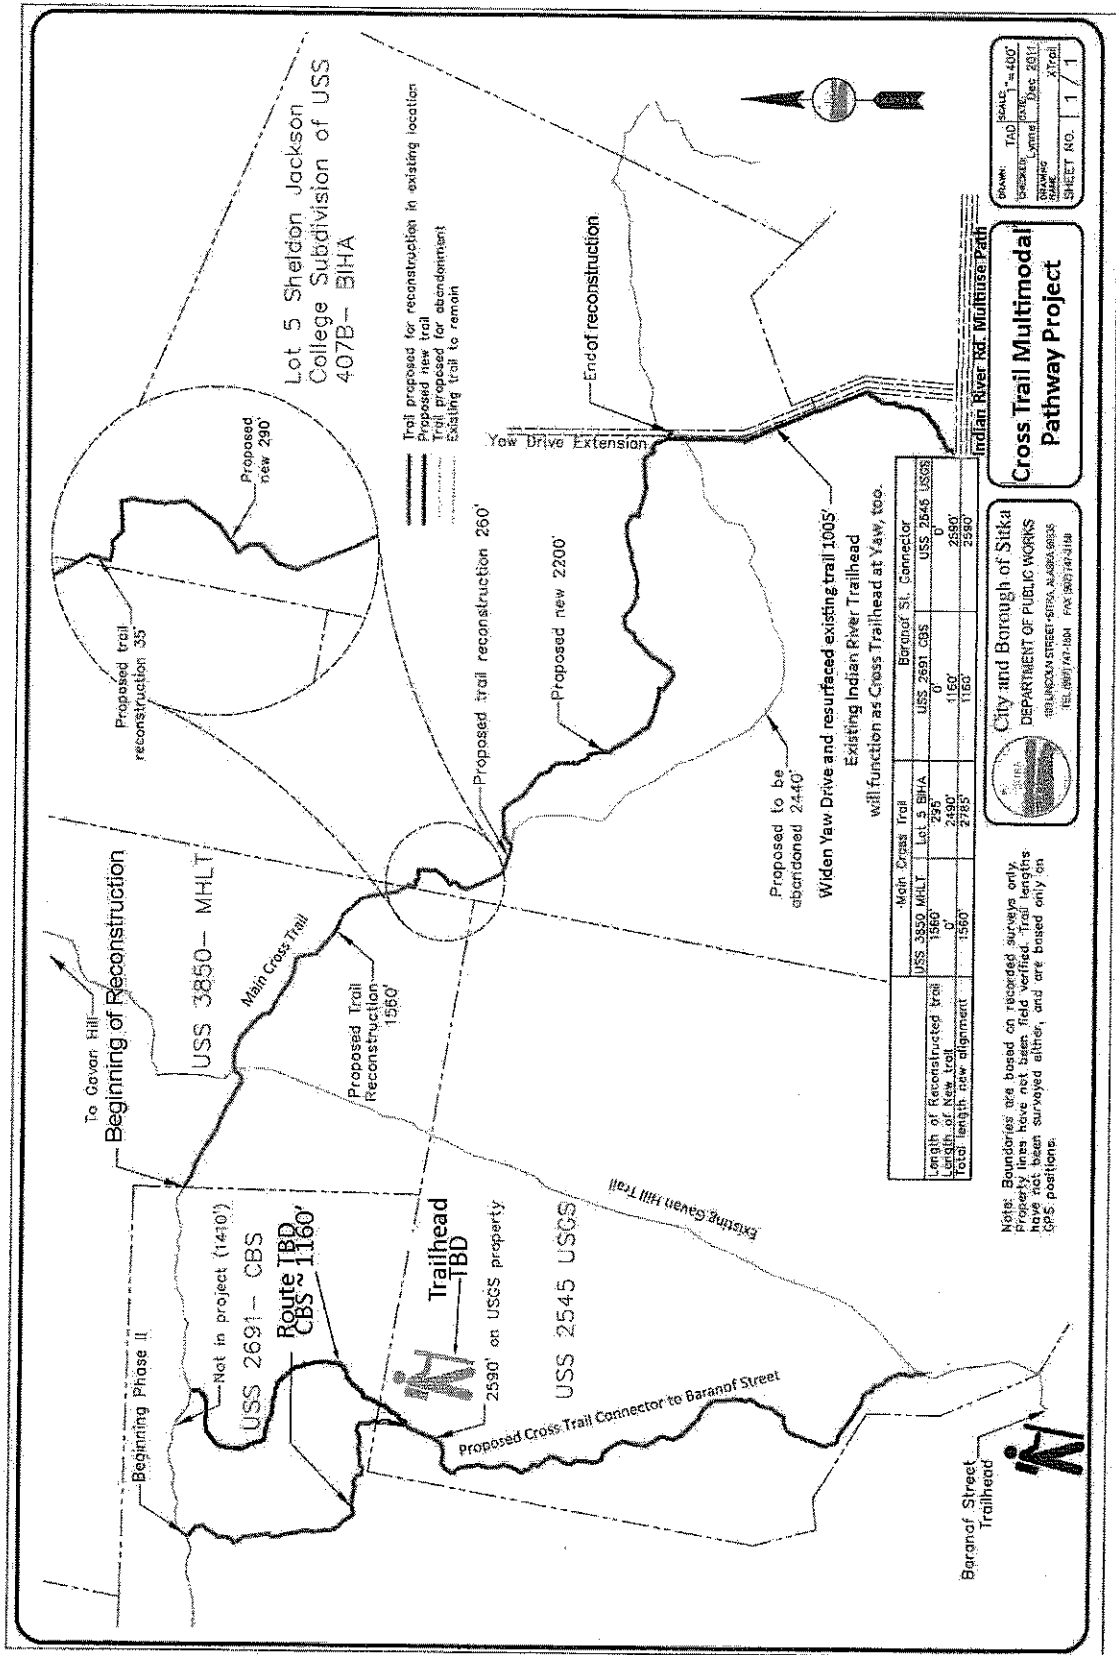 To Gavan Hill
Beginning of Reconstruction
Beginning Phase II
Not in project (1410')
USS 2691- CBS
Route TBD
CBS ~ 1160'
Trailhead
TBD
2590' on USGS property
USS 2545 USGS
Proposed Cross Trail Connector to Baranof Street
Baranof Street
Trailhead
Existing Gavan Hill Trail
USS 3850- MHLT
Main Cross Trail
Proposed Trail
Reconstruction
1560'
Proposed trail
reconstruction 35'
Proposed
new 290'
Lot 5 Sheldon Jackson
College Subdivision of USS
407B- BIHA
Trail proposed for reconstruction in existing location
Proposed new trail
Trail proposed for abandonment
Existing trail to remain
Proposed trail reconstruction 260'
Proposed new 2200'
Proposed to be
abandoned 2440'
Yaw Drive Extension
End of reconstruction
Widen Yaw Drive and resurfaced existing trail 1005'
Existing Indian River Trailhead
will function as Cross Trailhead at Yaw, too.
Indian River Rd. Multiuse Path
Main Cross Trail Baranof St. Connector
USS 3850 MHLT Lot 5 BIHA USS 2691 CBS USS 2545 USGS
Length of Reconstructed trail 1560' 295' 0' 0'
Length of New trail 0' 2490' 1160' 2590'
Total length new alignment 1560' 2785' 1160' 2590'
Note: Boundaries are based on recorded surveys only.
Property lines have not been field verified. Trail lengths
have not been surveyed either, and are based only on
GPS positions.
SITKA
City and Borough of Sitka
DEPARTMENT OF PUBLIC WORKS
100 LINCOLN STREET • SITKA, ALASKA 99835
Cross Trail Multimodal
Pathway Project
DRAWN: TAD SCALE: 1"=400'
CHECKED: Lynne DATE: Dec 2011
DRAWING NAME: XTrail
SHEET NO. 1 / 1